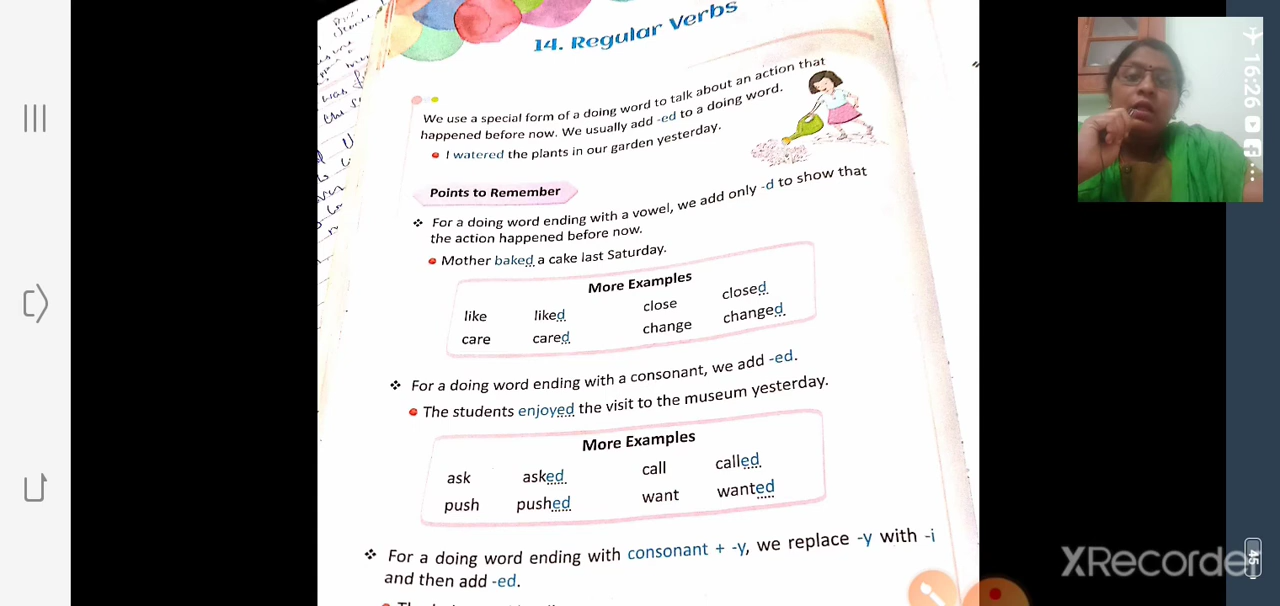 14. Regular Verbs
We use a special form of a doing word to talk about an action that
happened before now. We usually add -ed to a doing word.
I watered the plants in our garden yesterday.
Points to Remember
For a doing word ending with a vowel, we add only -d to show that
the action happened before now.
Mother baked a cake last Saturday.
More Examples
like liked close closed
care cared change changed
For a doing word ending with a consonant, we add -ed.
The students enjoyed the visit to the museum yesterday.
More Examples
ask asked call called
push pushed want wanted
For a doing word ending with consonant + -y, we replace -y with -i
and then add -ed.
16:26
45
XRecorder